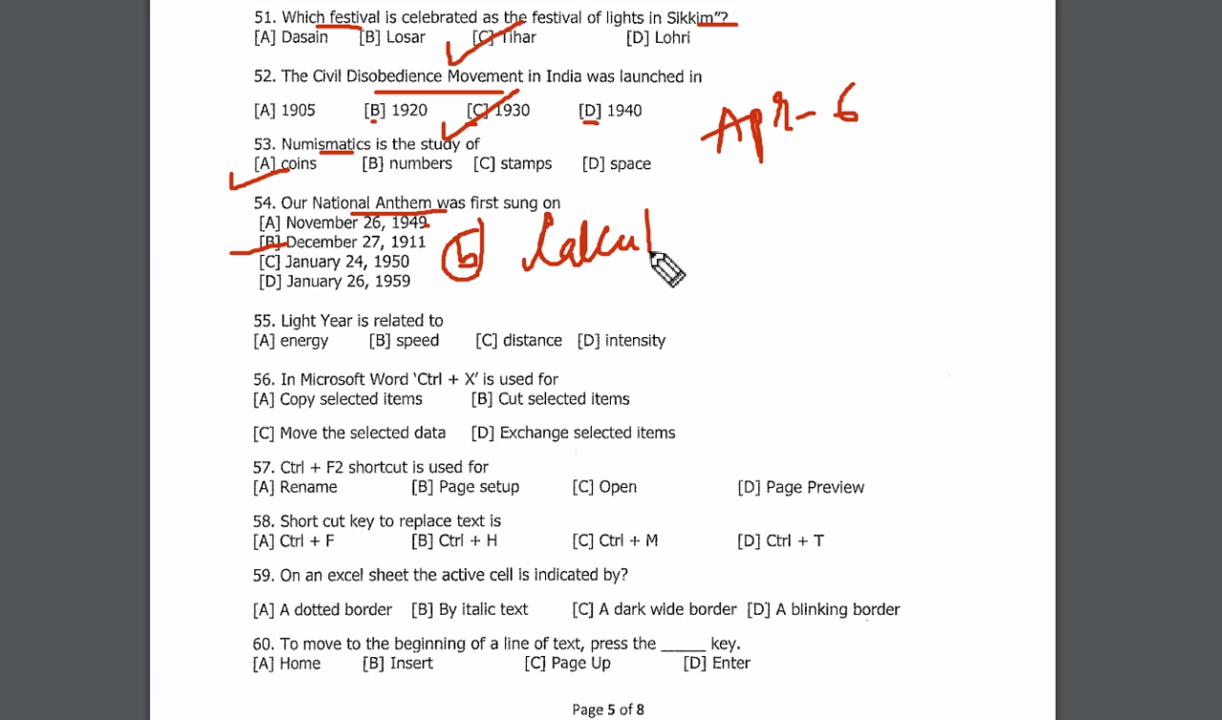 51. Which festival is celebrated as the festival of lights in Sikkim"?
[A] Dasain [B] Losar [C] Tihar [D] Lohri
52. The Civil Disobedience Movement in India was launched in
[A] 1905 [B] 1920 [C] 1930 [D] 1940
Apr - 6
53. Numismatics is the study of
[A] coins [B] numbers [C] stamps [D] space
54. Our National Anthem was first sung on
[A] November 26, 1949
[B] December 27, 1911
b Calcul
[C] January 24, 1950
[D] January 26, 1959
55. Light Year is related to
[A] energy [B] speed [C] distance [D] intensity
56. In Microsoft Word 'Ctrl + X' is used for
[A] Copy selected items [B] Cut selected items
[C] Move the selected data [D] Exchange selected items
57. Ctrl + F2 shortcut is used for
[A] Rename [B] Page setup [C] Open [D] Page Preview
58. Short cut key to replace text is
[A] Ctrl + F [B] Ctrl + H [C] Ctrl + M [D] Ctrl + T
59. On an excel sheet the active cell is indicated by?
[A] A dotted border [B] By italic text [C] A dark wide border [D] A blinking border
60. To move to the beginning of a line of text, press the _____ key.
[A] Home [B] Insert [C] Page Up [D] Enter
Page 5 of 8